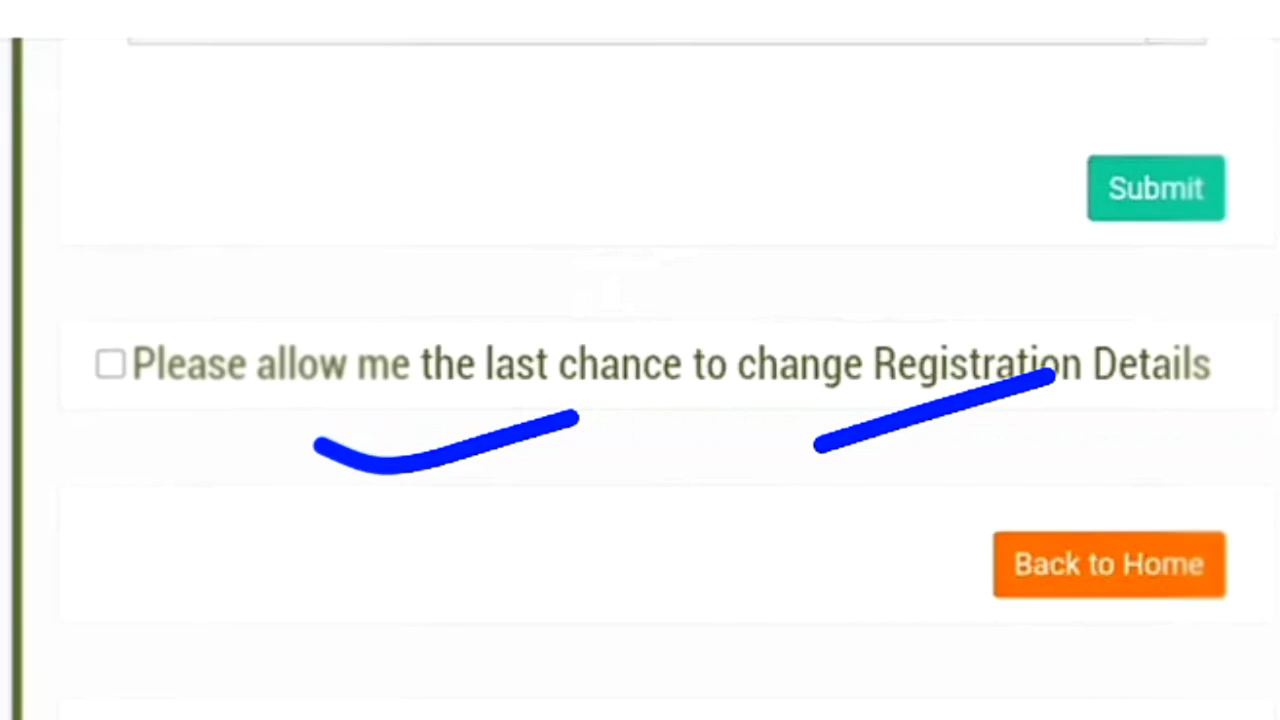 Submit
Please allow me the last chance to change Registration Details
Back to Home